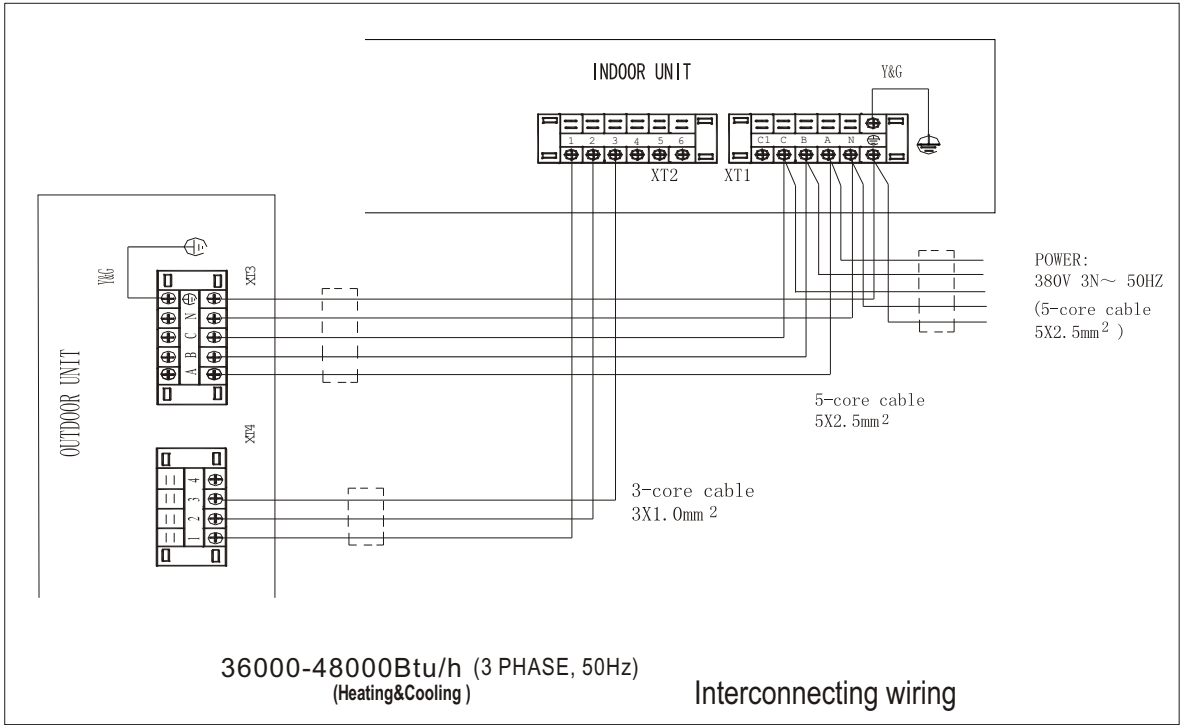 INDOOR UNIT
Y&G
1 2 3 4 5 6
C1 C B A N
XT2
XT1
OUTDOOR UNIT
Y&G
XT3
N
C
B
A
XT4
4
3
2
1
POWER:
380V 3N～ 50HZ
(5-core cable
5X2.5mm² )
5-core cable
5X2.5mm²
3-core cable
3X1.0mm²
36000-48000Btu/h (3 PHASE, 50Hz)
(Heating&Cooling )
Interconnecting wiring